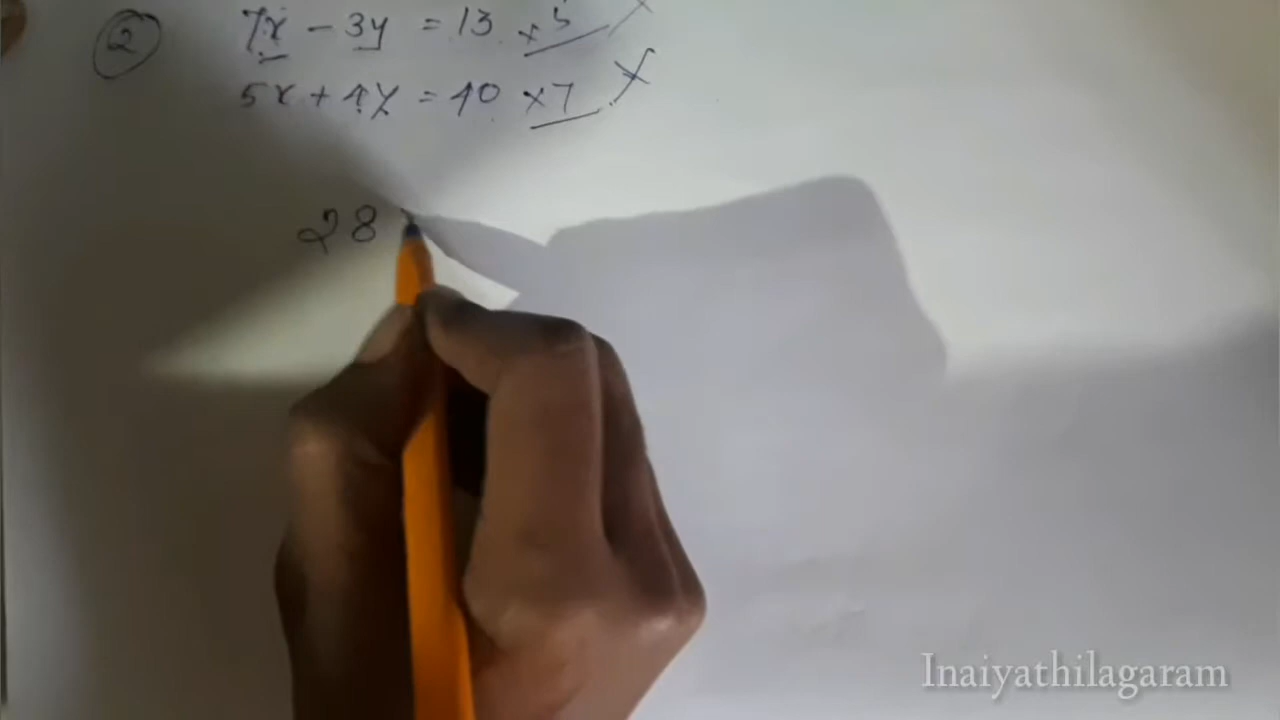 ② 7x - 3y = 13 ×5
5x + 4y = 10 ×7
28
Inaiyathilagaram